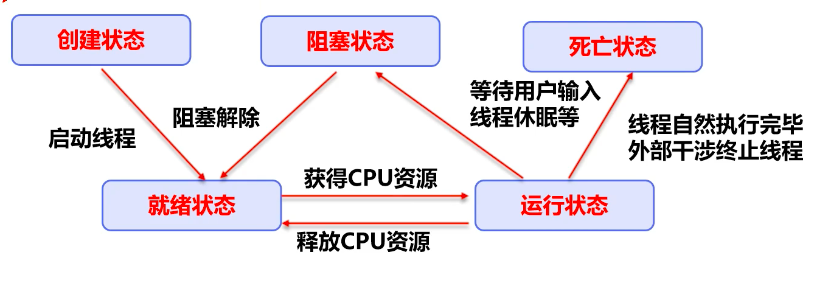 创建状态
阻塞状态
死亡状态
启动线程
阻塞解除
等待用户输入
线程休眠等
线程自然执行完毕
外部干涉终止线程
就绪状态
获得CPU资源
运行状态
释放CPU资源